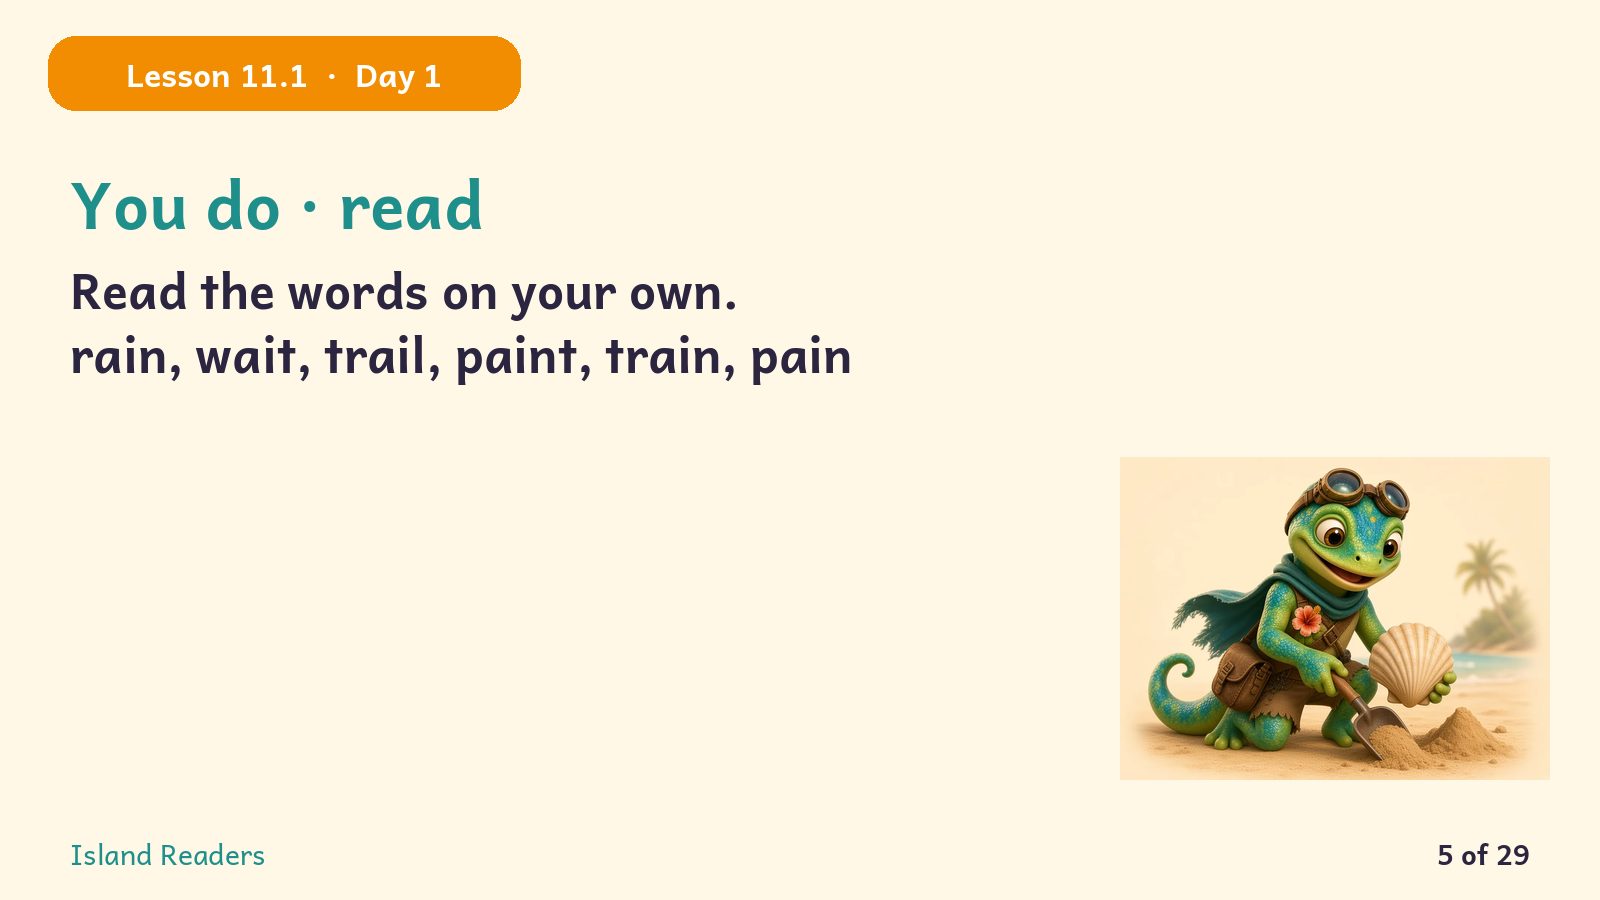 Lesson 11.1 · Day 1
You do · read
Read the words on your own.
rain, wait, trail, paint, train, pain
Island Readers
5 of 29